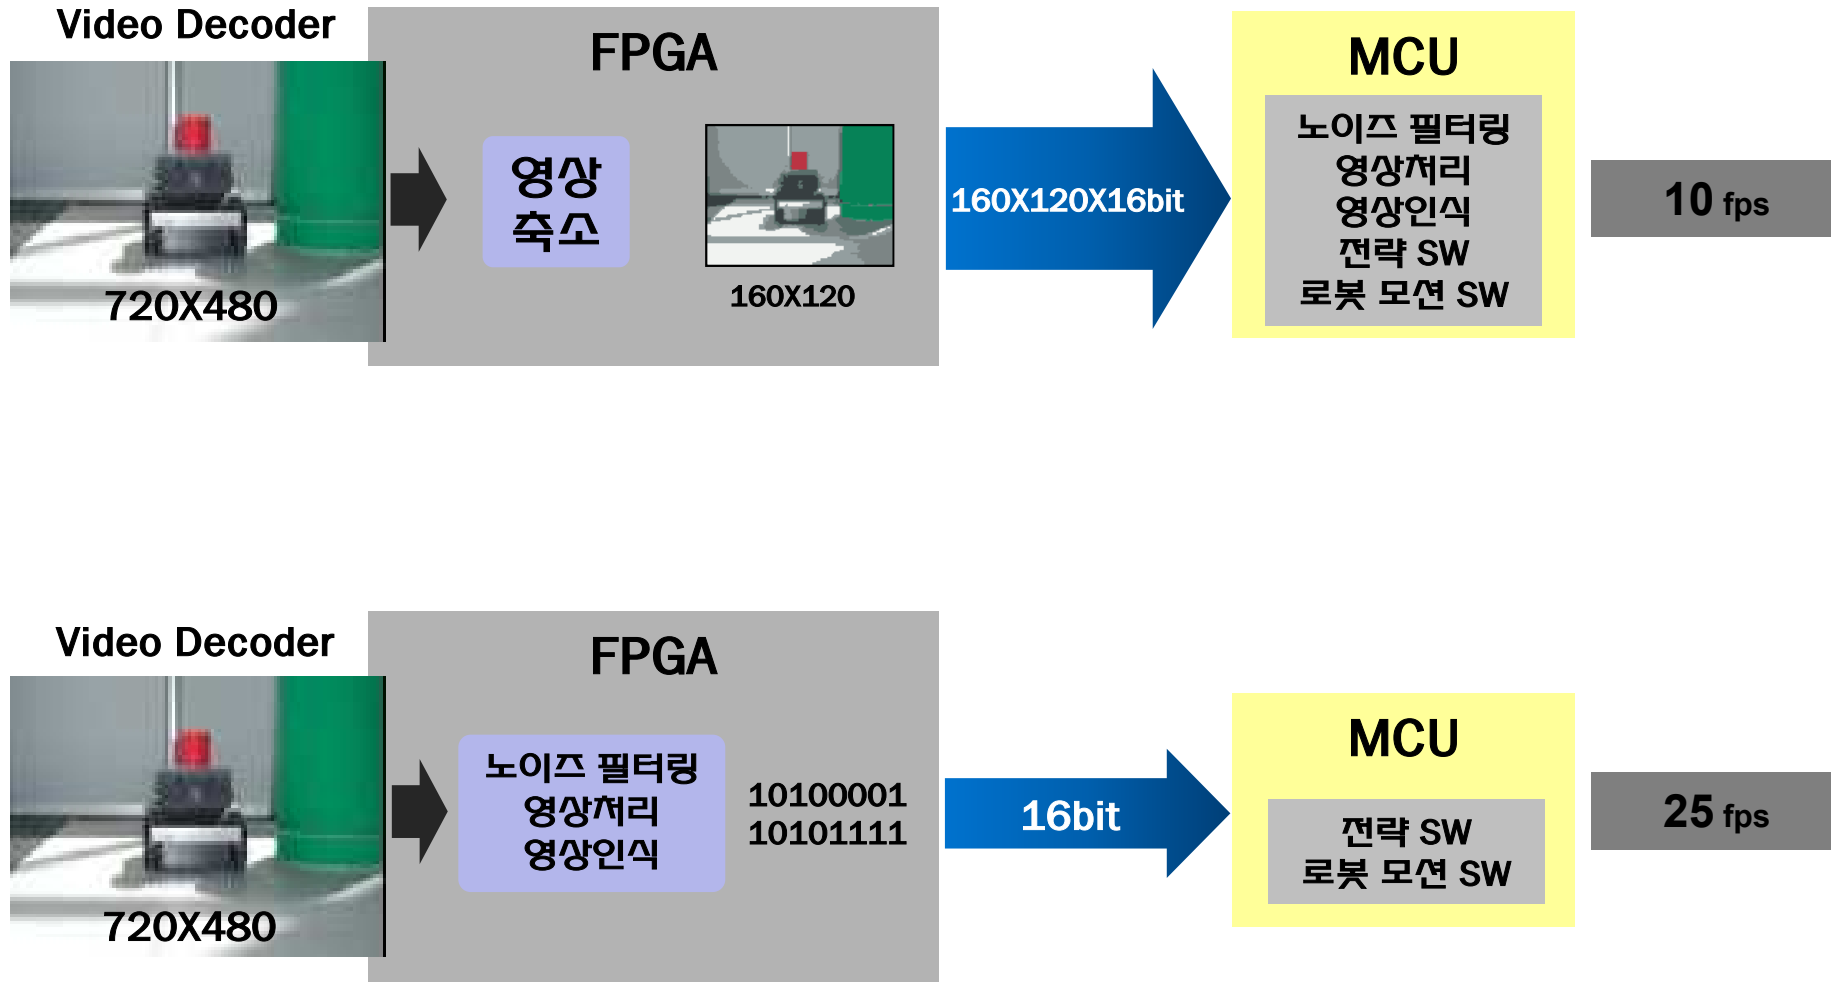 Video Decoder
FPGA
MCU
영상
축소
720X480
160X120
160X120X16bit
노이즈 필터링
영상처리
영상인식
전략 SW
로봇 모션 SW
10 fps
Video Decoder
FPGA
MCU
노이즈 필터링
영상처리
영상인식
720X480
10100001
10101111
16bit
전략 SW
로봇 모션 SW
25 fps